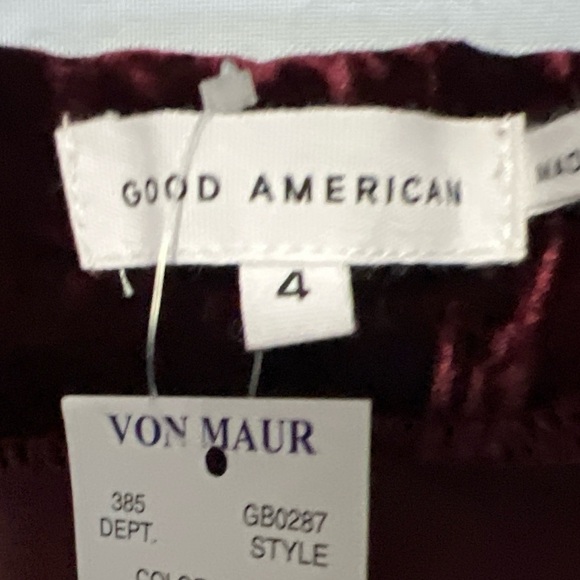 GOOD AMERICAN
4
VON MAUR
385
DEPT.
GB0287
STYLE